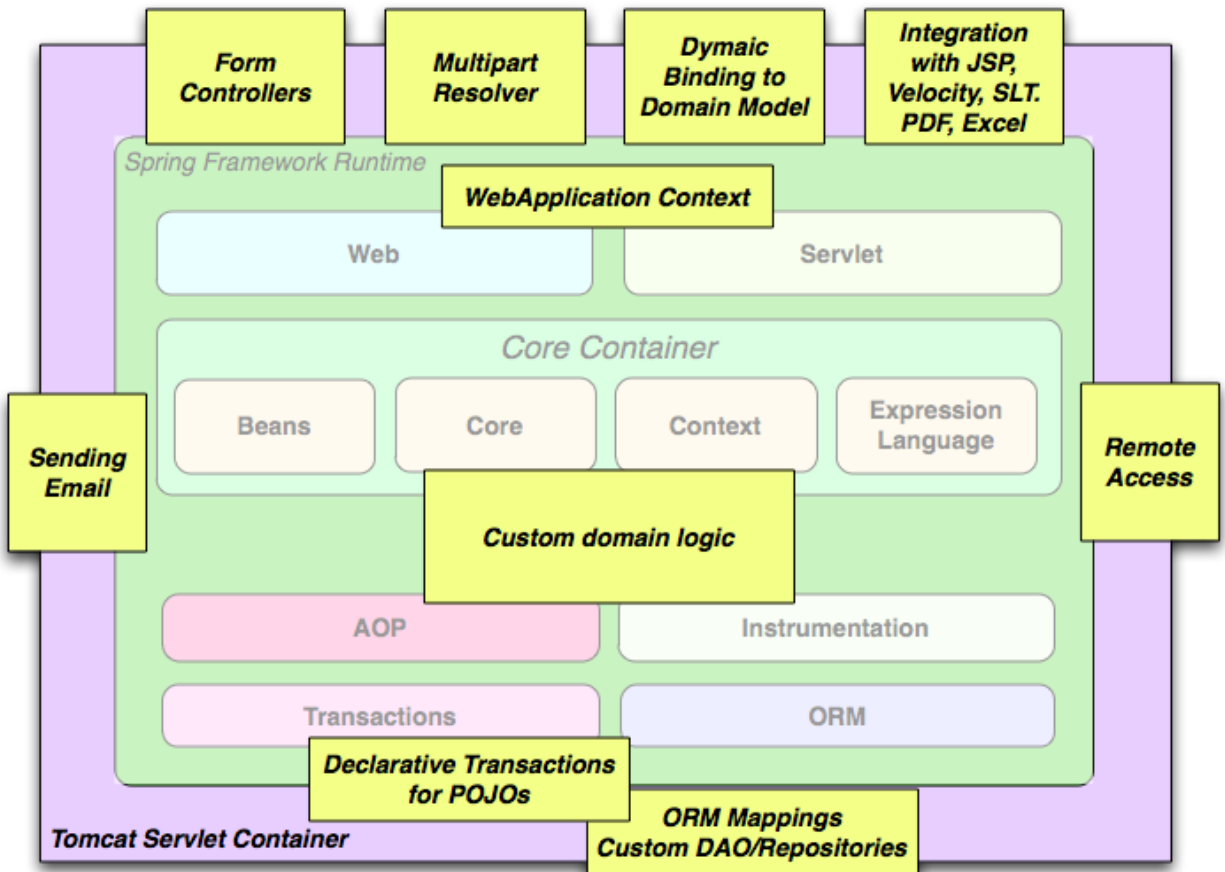 Form
Controllers
Multipart
Resolver
Dymaic
Binding to
Domain Model
Integration
with JSP,
Velocity, SLT.
PDF, Excel
Spring Framework Runtime
WebApplication Context
Web
Servlet
Core Container
Beans
Core
Context
Expression
Language
Sending
Email
Remote
Access
Custom domain logic
AOP
Instrumentation
Transactions
ORM
Declarative Transactions
for POJOs
ORM Mappings
Custom DAO/Repositories
Tomcat Servlet Container